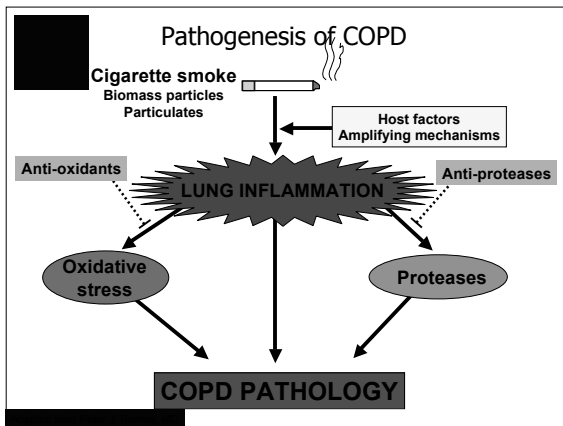 Pathogenesis of COPD
Cigarette smoke
Biomass particles
Particulates
Host factors
Amplifying mechanisms
Anti-oxidants
LUNG INFLAMMATION
Anti-proteases
Oxidative
stress
Proteases
COPD PATHOLOGY